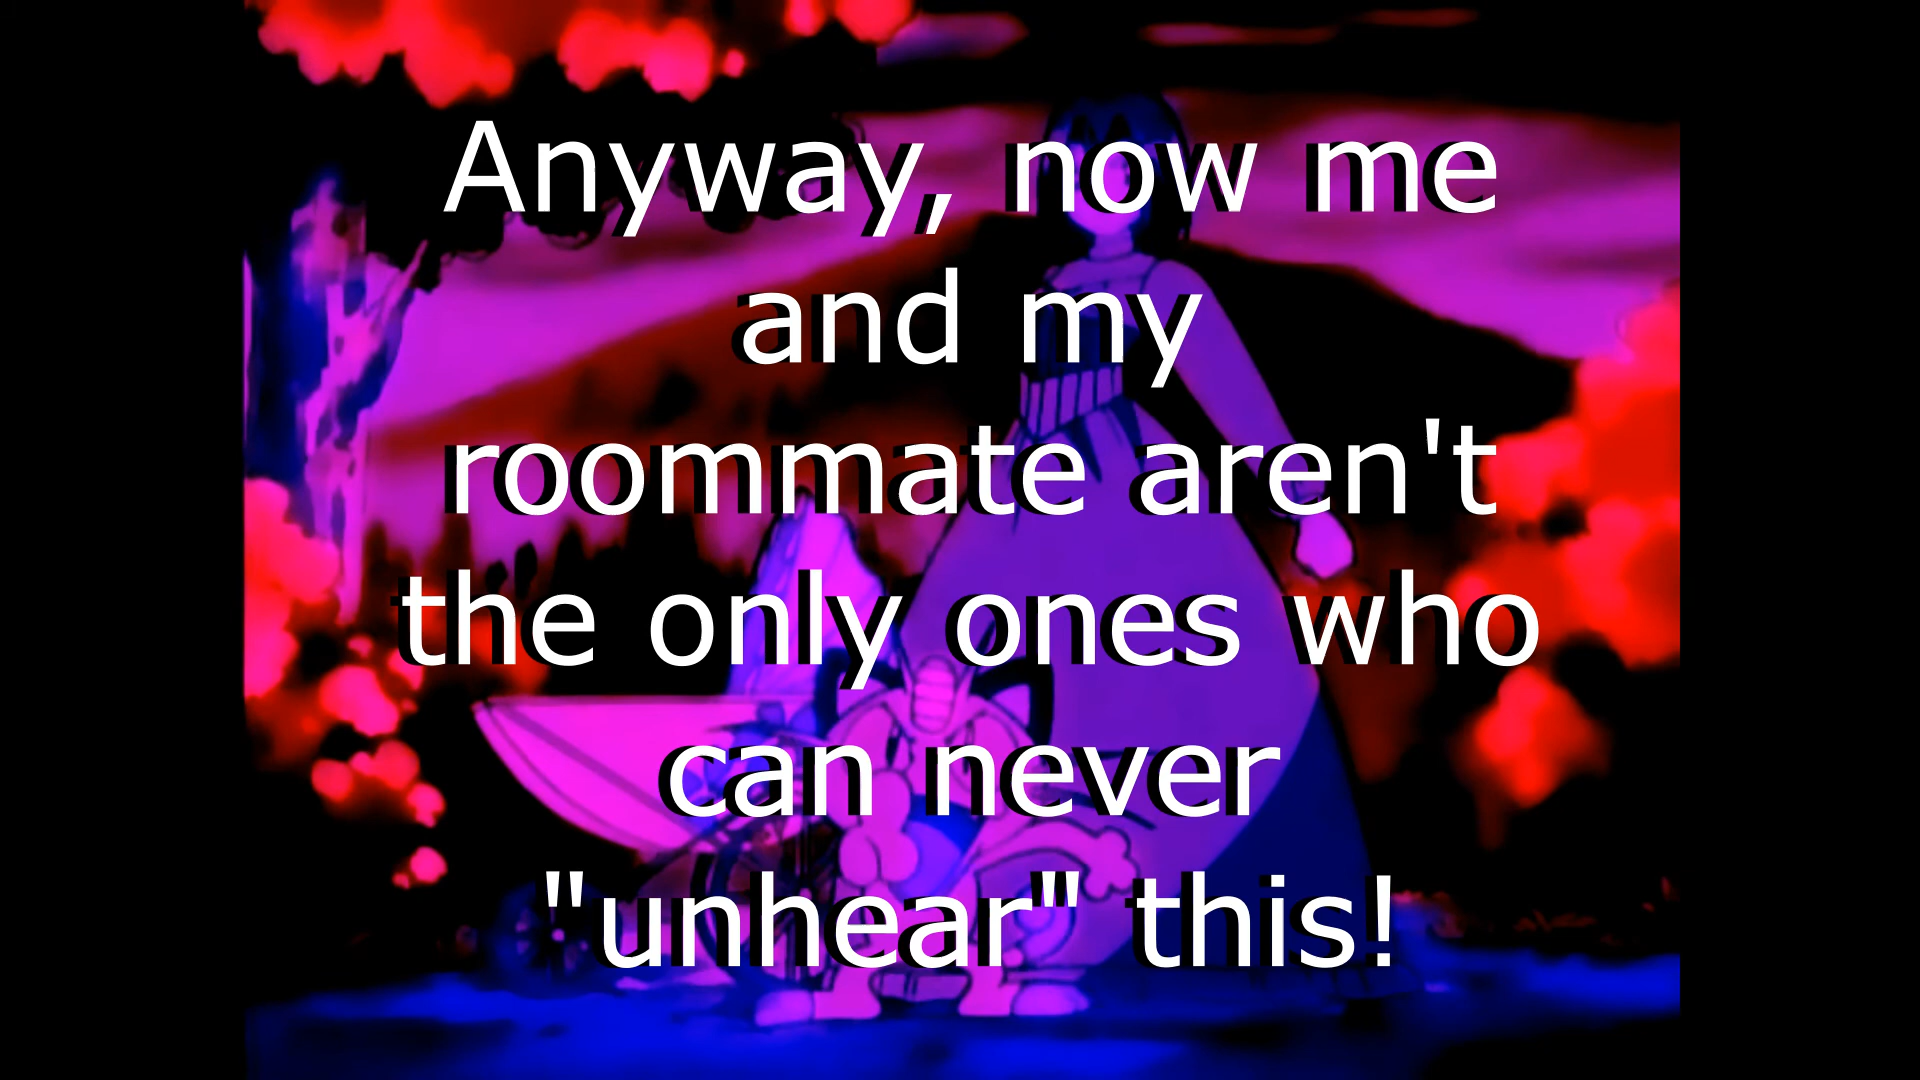 Anyway, now me
and my
roommate aren't
the only ones who
can never
"unhear" this!